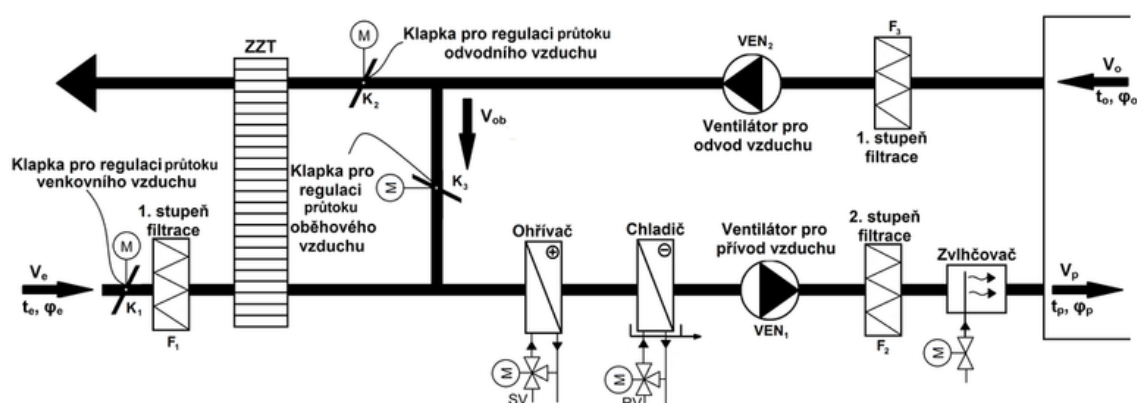 ZZT
M
Klapka pro regulaci průtoku
odvodního vzduchu
K₂
VEN₂
Ventilátor pro
odvod vzduchu
F₃
1. stupeň
filtrace
Vₒ
tₒ, φₒ
Vₒb
Klapka pro regulaci průtoku
venkovního vzduchu
M
1. stupeň
filtrace
Klapka pro
regulaci
průtoku
oběhového
vzduchu
M
K₃
Vₑ
tₑ, φₑ
K₁
F₁
Ohřívač
M
SV
Chladič
M
Ventilátor pro
přívod vzduchu
VEN₁
2. stupeň
filtrace
F₂
Zvlhčovač
M
Vₚ
tₚ, φₚ